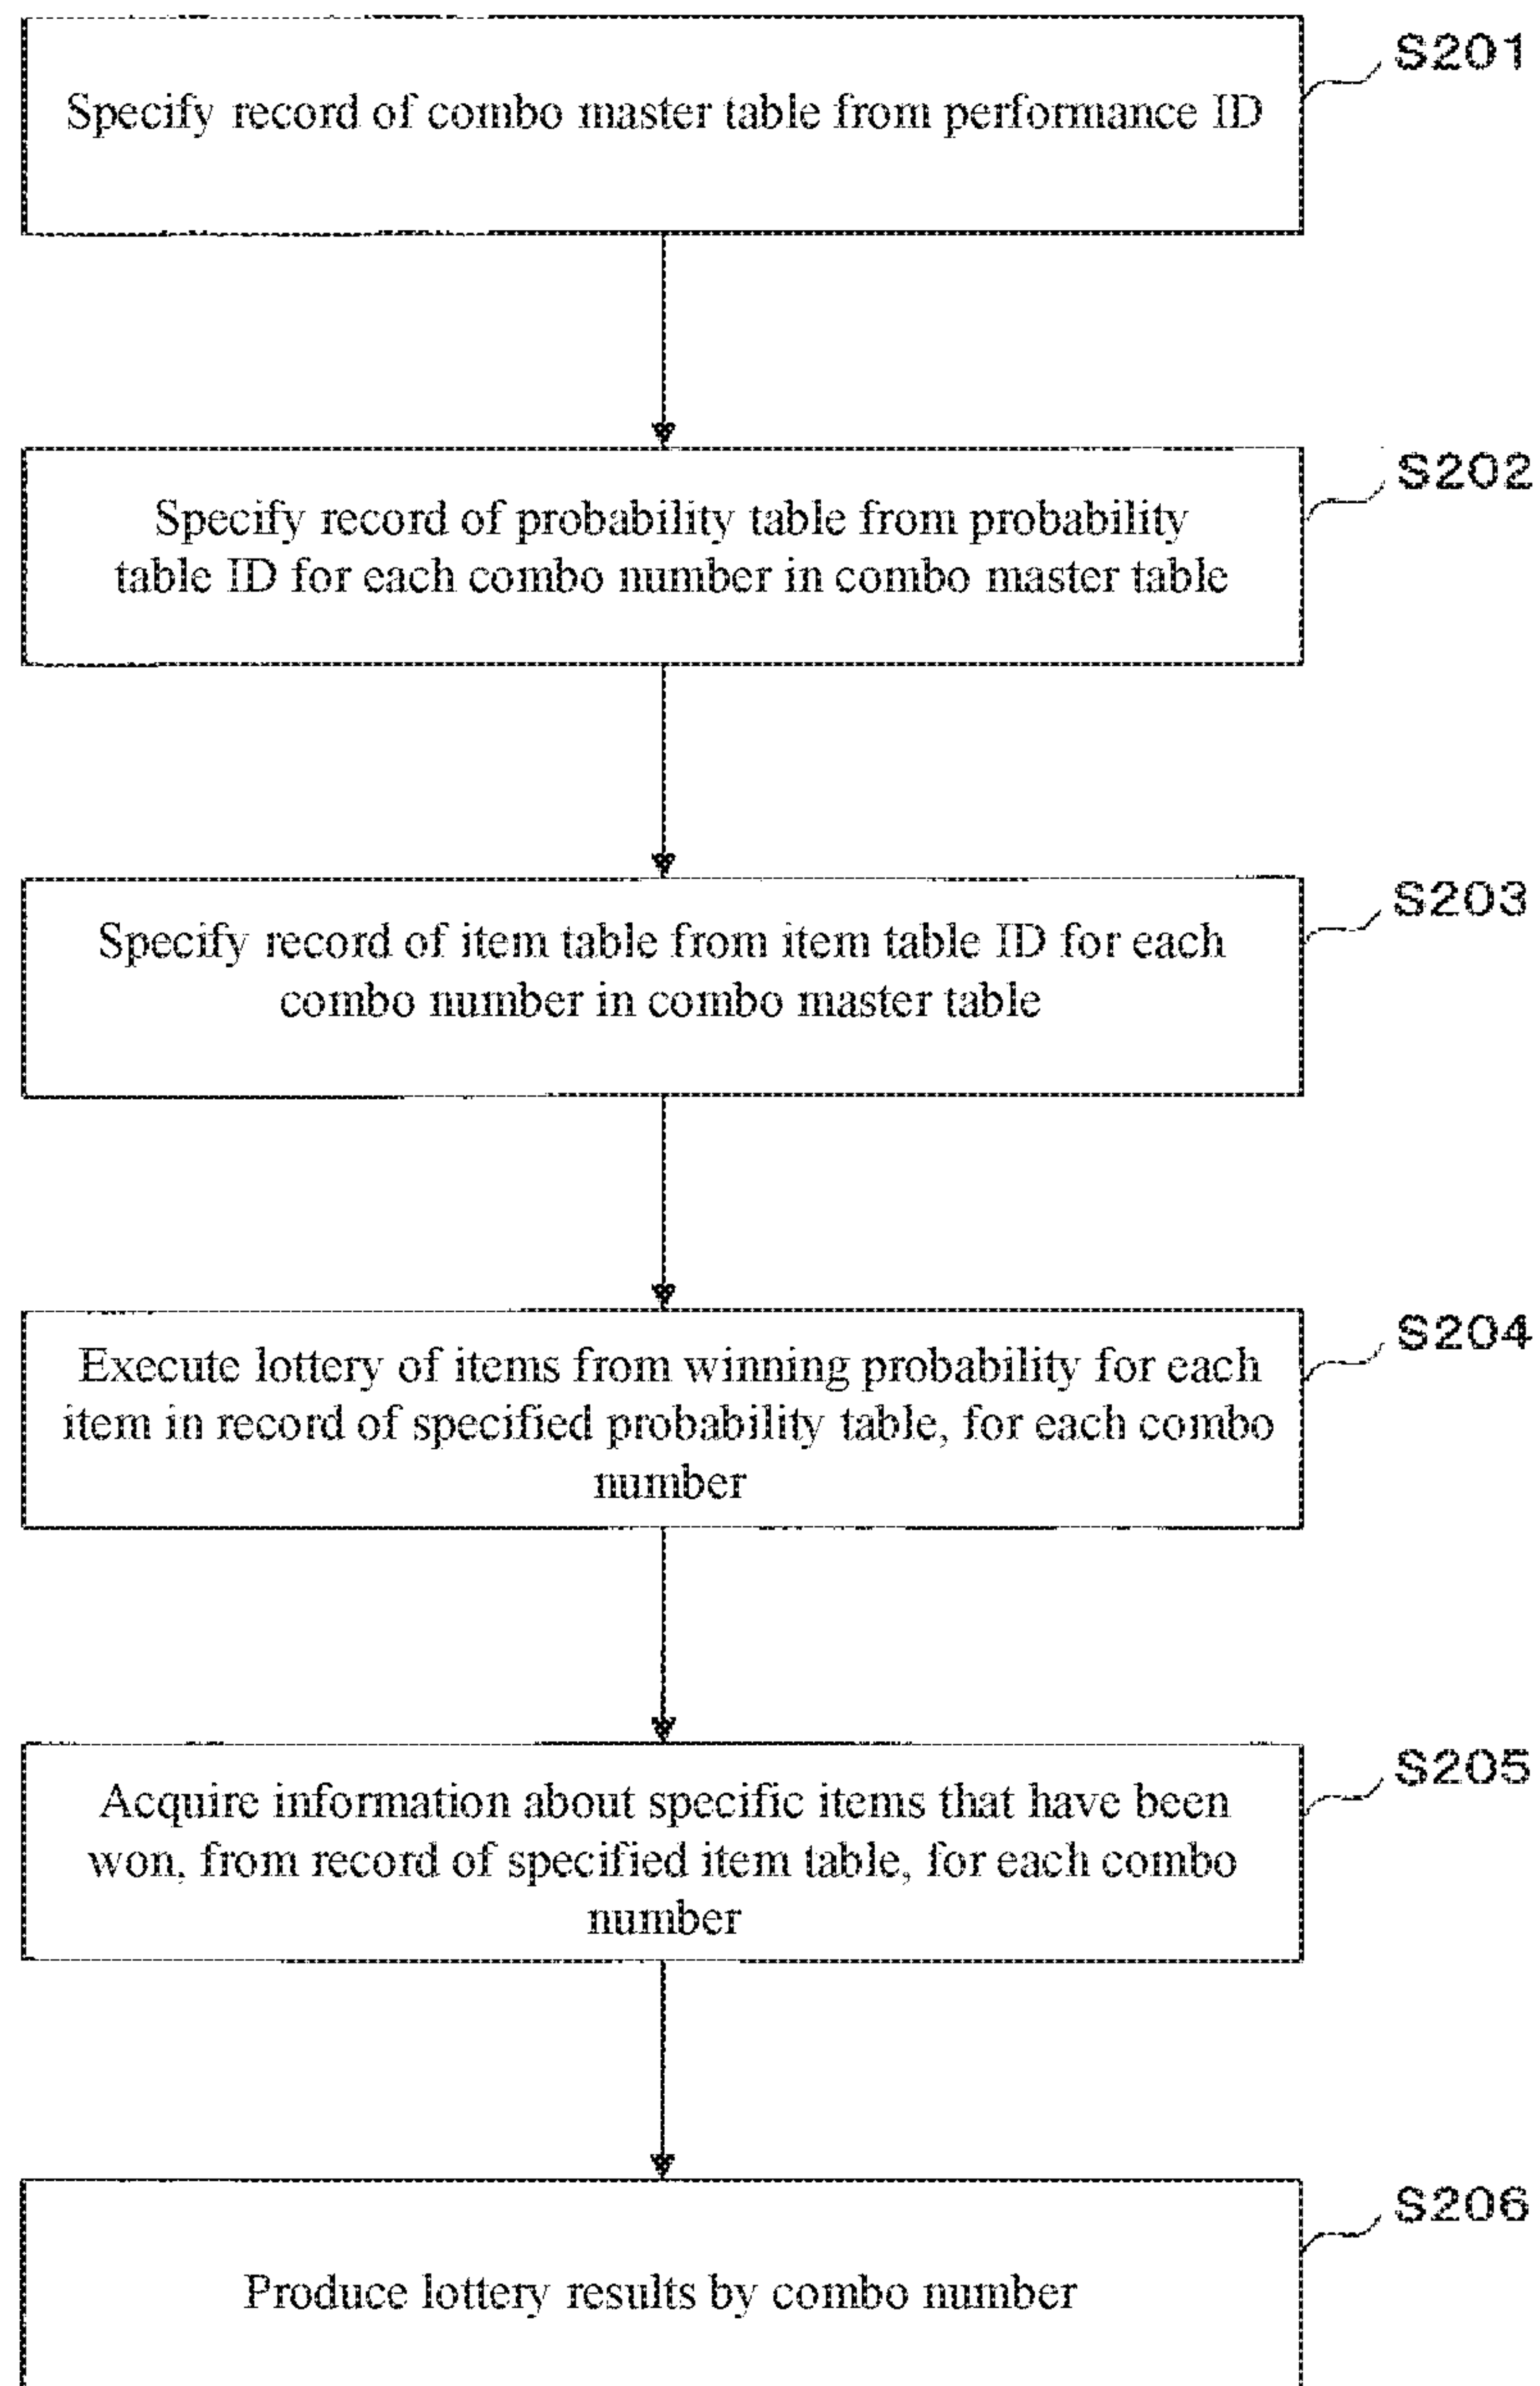 S201
Specify record of combo master table from performance ID
S202
Specify record of probability table from probability
table ID for each combo number in combo master table
S203
Specify record of item table from item table ID for each
combo number in combo master table
S204
Execute lottery of items from winning probability for each
item in record of specified probability table, for each combo
number
S205
Acquire information about specific items that have been
won, from record of specified item table, for each combo
number
S206
Produce lottery results by combo number